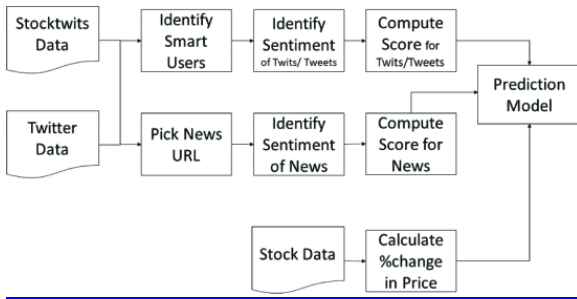 Stocktwits
Data
Identify
Smart
Users
Identify
Sentiment
of Twits/ Tweets
Compute
Score for
Twits/Tweets
Prediction
Model
Twitter
Data
Pick News
URL
Identify
Sentiment
of News
Compute
Score for
News
Stock Data
Calculate
%change
in Price